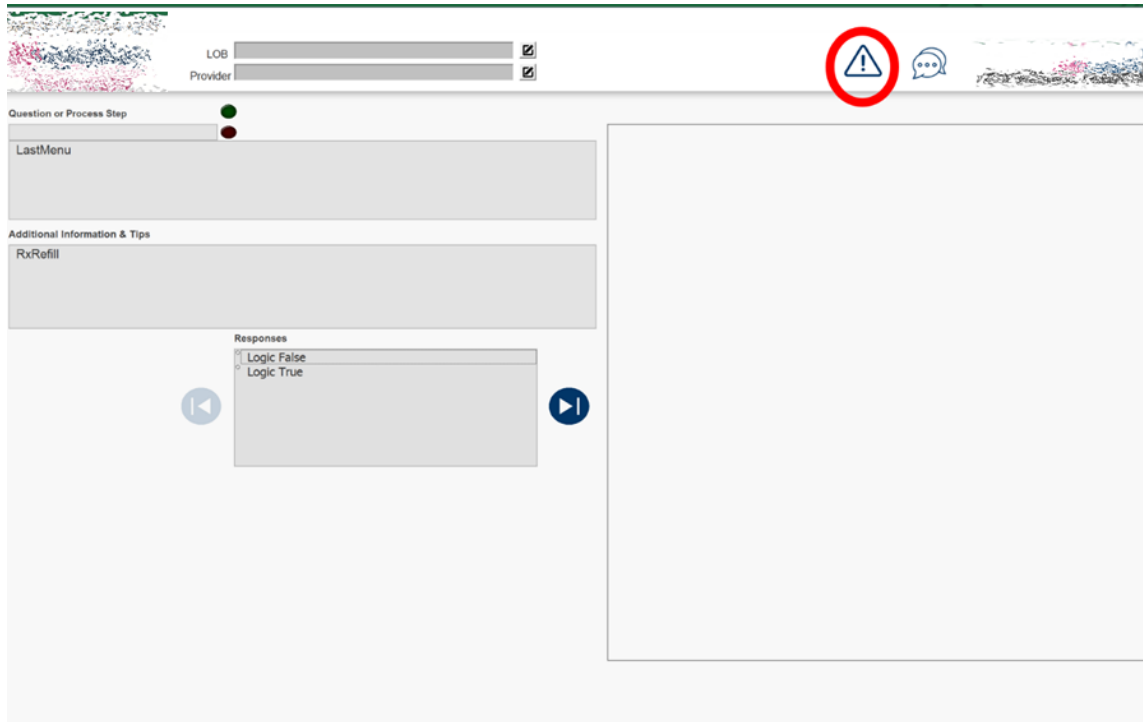 LOB
Provider
Question or Process Step
LastMenu
Additional Information & Tips
RxRefill
Responses
Logic False
Logic True